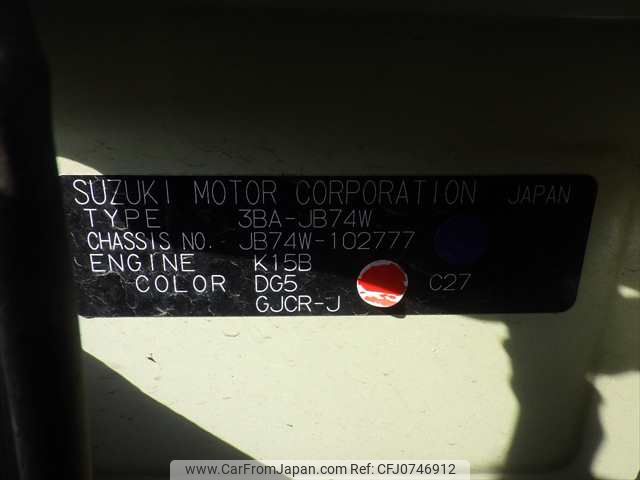 SUZUKI MOTOR CORPORATION JAPAN
TYPE 3BA-JB74W
CHASSIS NO. JB74W-102777
ENGINE K15B
COLOR DG5 C27
GJCR-J
www.CarFromJapan.com | Photo Ref: CFJ0746912